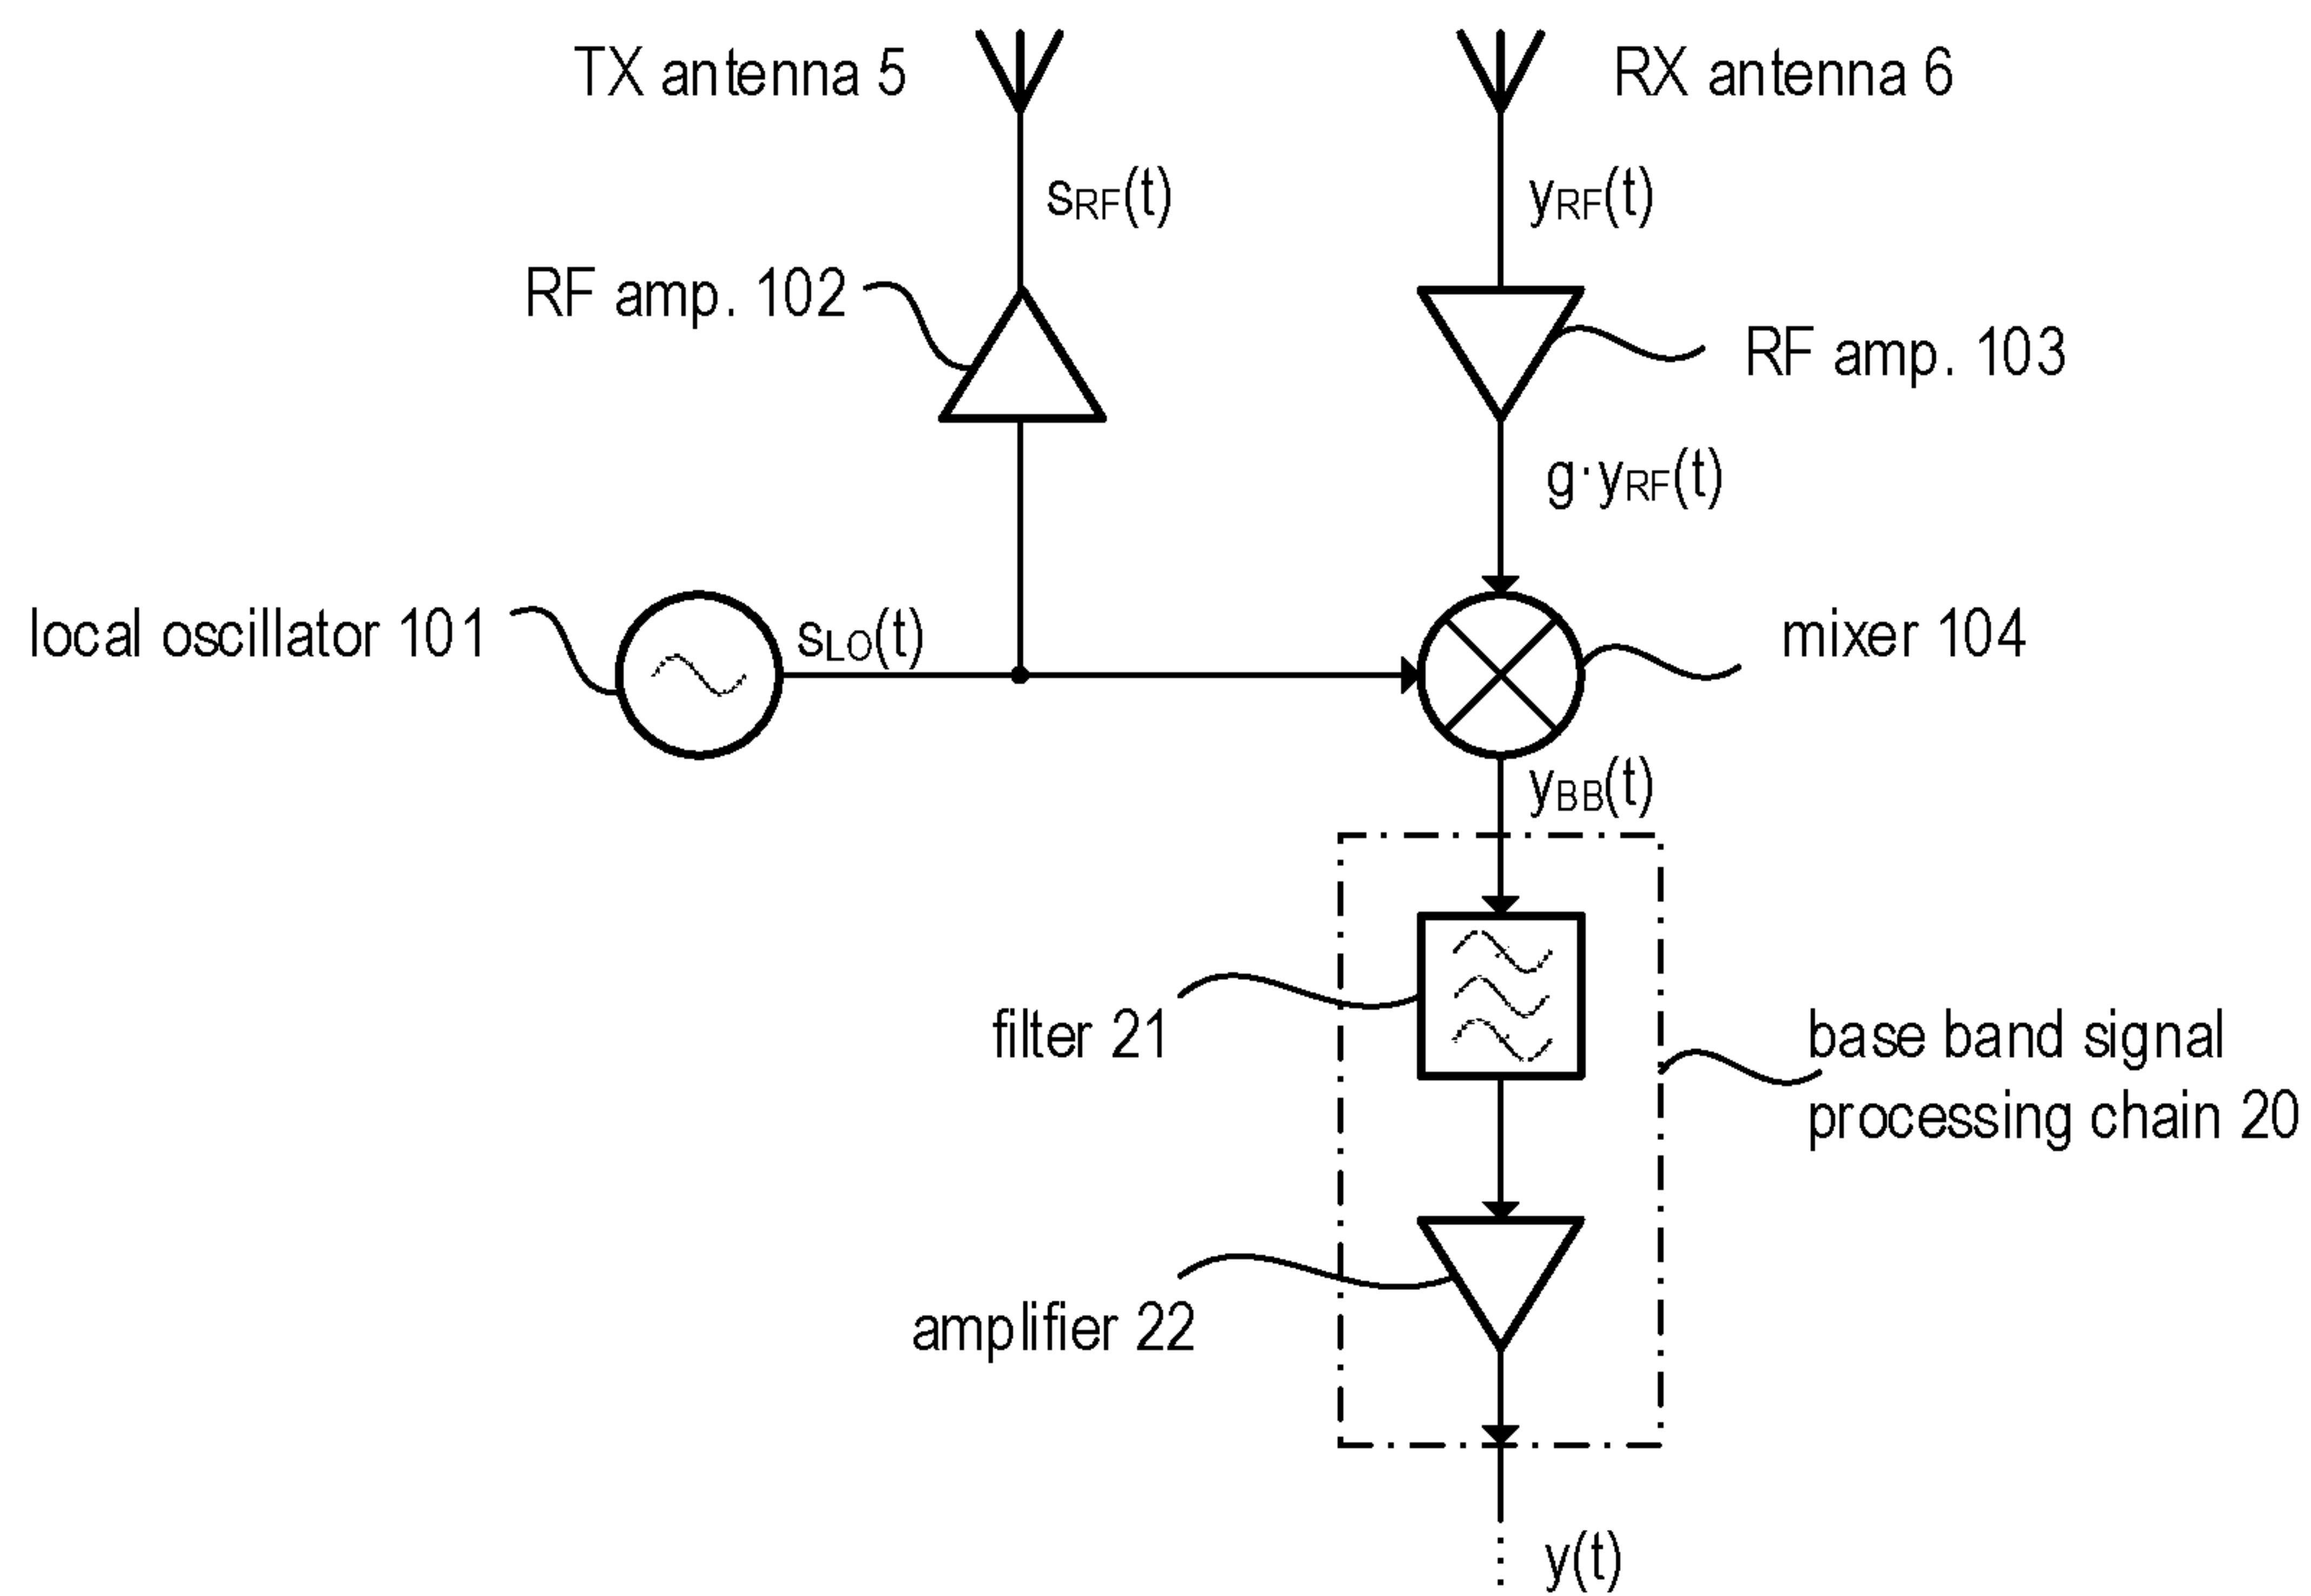 TX antenna 5
RX antenna 6
sRF(t)
yRF(t)
RF amp. 102
RF amp. 103
g·yRF(t)
local oscillator 101
sLO(t)
mixer 104
yBB(t)
filter 21
base band signal
processing chain 20
amplifier 22
y(t)